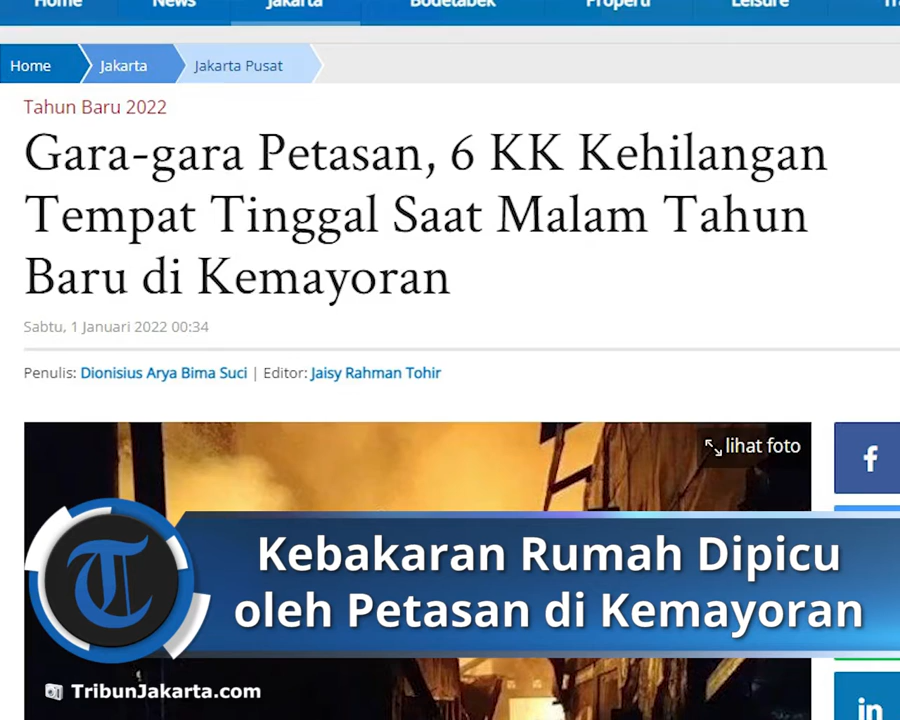 Home News Jakarta Bodetabek Properti Leisure
Home Jakarta Jakarta Pusat
Tahun Baru 2022
Gara-gara Petasan, 6 KK Kehilangan
Tempat Tinggal Saat Malam Tahun
Baru di Kemayoran
Sabtu, 1 Januari 2022 00:34
Penulis: Dionisius Arya Bima Suci | Editor: Jaisy Rahman Tohir
lihat foto
f
T
Kebakaran Rumah Dipicu
oleh Petasan di Kemayoran
TribunJakarta.com
in